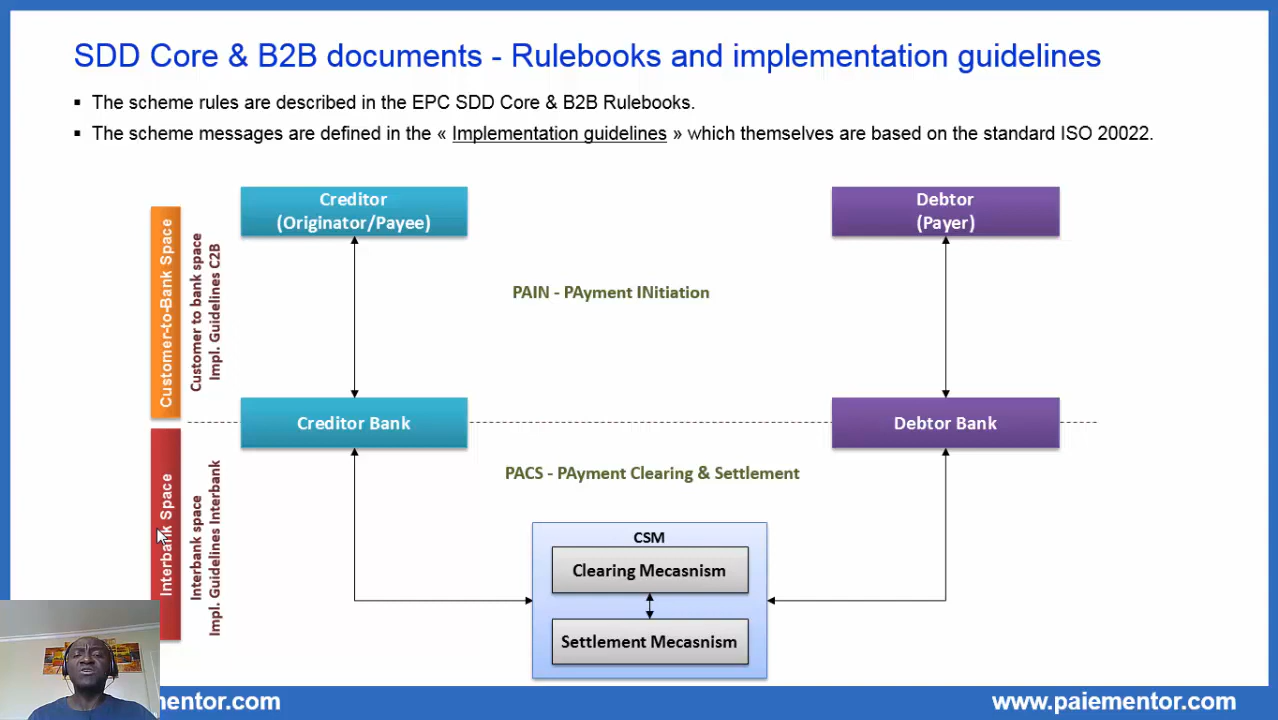 SDD Core & B2B documents - Rulebooks and implementation guidelines
▪ The scheme rules are described in the EPC SDD Core & B2B Rulebooks.
▪ The scheme messages are defined in the « Implementation guidelines » which themselves are based on the standard ISO 20022.
Customer-to-Bank Space
Customer to bank space
Impl. Guidelines C2B
Creditor
(Originator/Payee)
Debtor
(Payer)
PAIN - PAyment INitiation
Creditor Bank
Debtor Bank
Interbank Space
Interbank space
Impl. Guidelines Interbank
PACS - PAyment Clearing & Settlement
CSM
Clearing Mecasnism
Settlement Mecasnism
mentor.com
www.paiementor.com